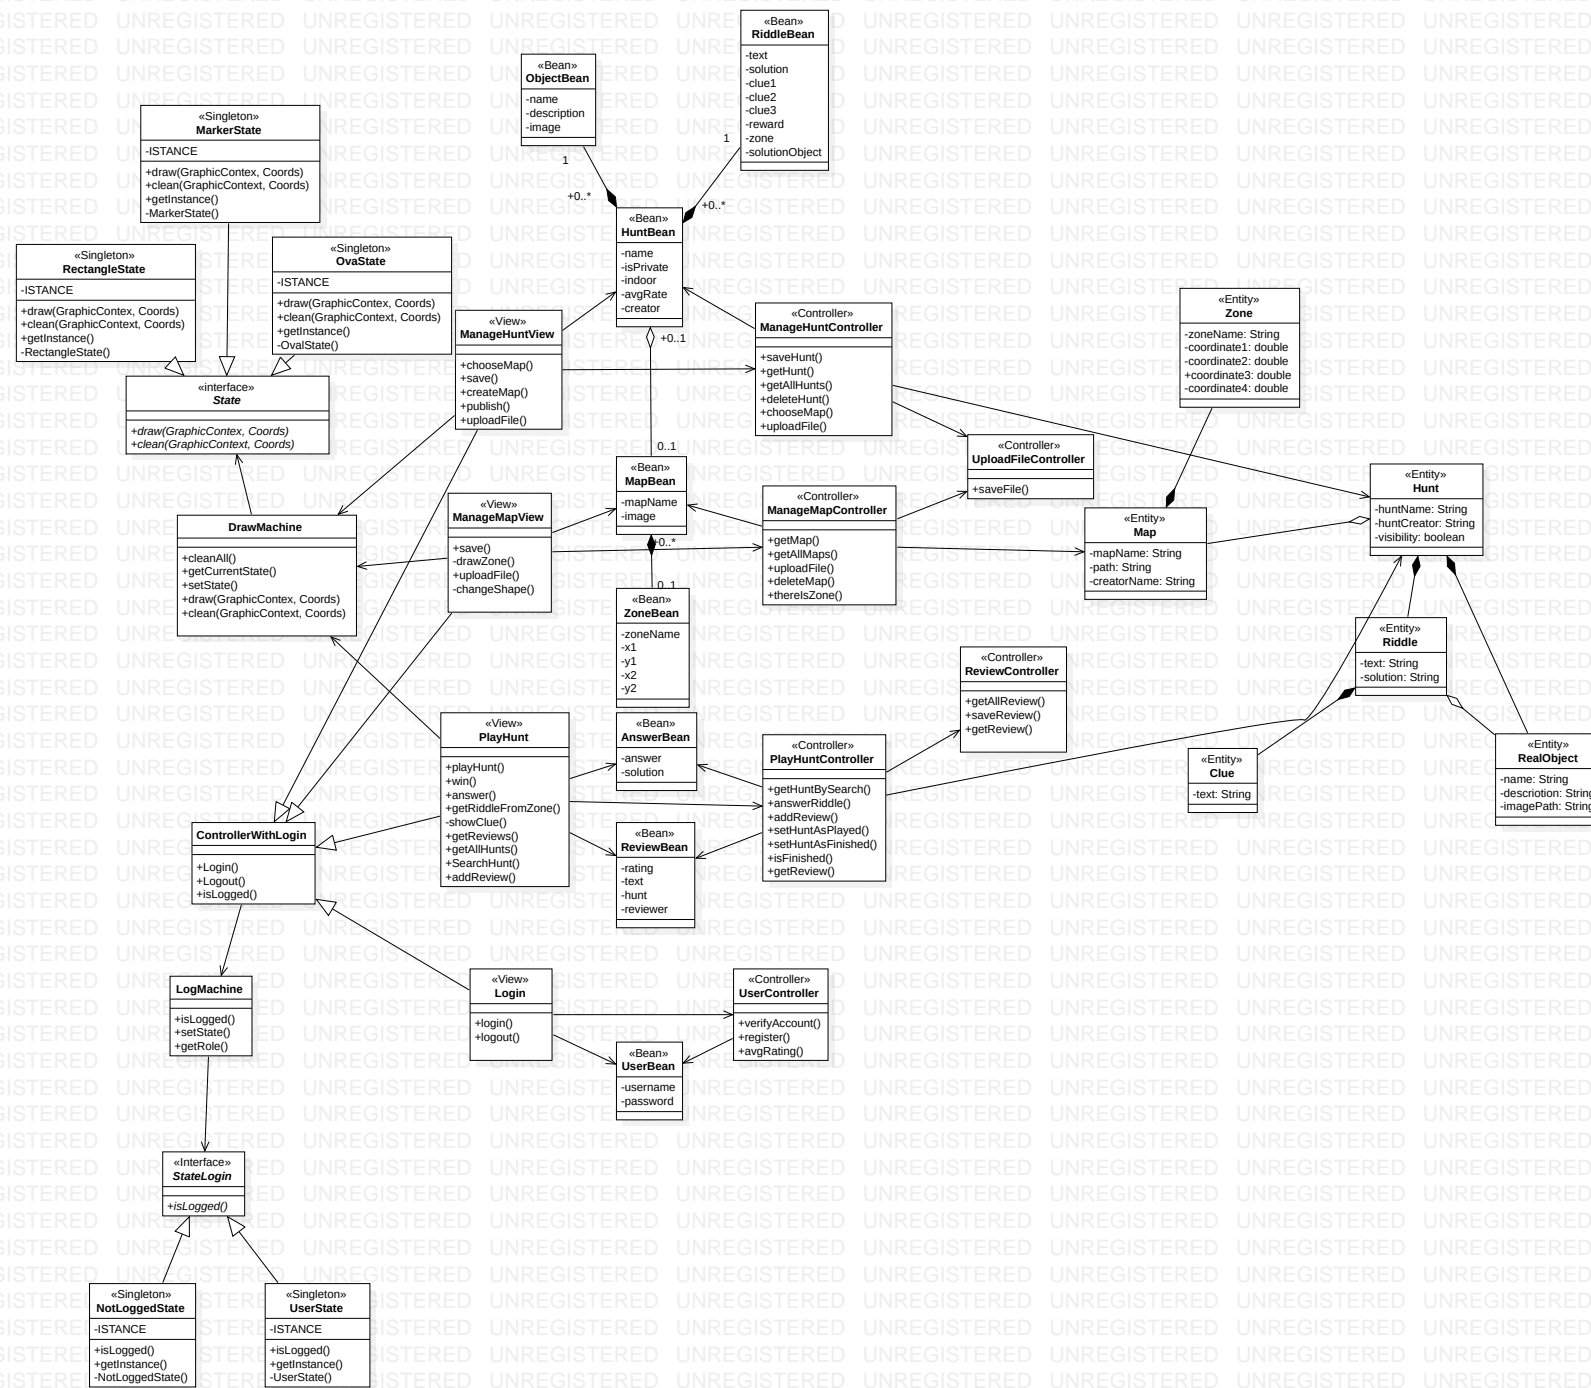 «Bean»
RiddleBean
-text
-solution
-clue1
-clue2
-clue3
-reward
-zone
-solutionObject
«Bean»
ObjectBean
-name
-description
-image
1
1
+0..*
+0..*
«Singleton»
MarkerState
-ISTANCE
+draw(GraphicContex, Coords)
+clean(GraphicContext, Coords)
+getInstance()
-MarkerState()
«Singleton»
RectangleState
-ISTANCE
+draw(GraphicContex, Coords)
+clean(GraphicContext, Coords)
+getInstance()
-RectangleState()
«Singleton»
OvaState
-ISTANCE
+draw(GraphicContex, Coords)
+clean(GraphicContext, Coords)
+getInstance()
-OvalState()
«Bean»
HuntBean
-name
-isPrivate
-indoor
-avgRate
-creator
+0..1
0..1
«View»
ManageHuntView
+chooseMap()
+save()
+createMap()
+publish()
+uploadFile()
«Controller»
ManageHuntController
+saveHunt()
+getHunt()
+getAllHunts()
+deleteHunt()
+chooseMap()
+uploadFile()
«Entity»
Zone
-zoneName: String
-coordinate1: double
-coordinate2: double
+coordinate3: double
-coordinate4: double
«interface»
State
+draw(GraphicContex, Coords)
+clean(GraphicContext, Coords)
«Controller»
UploadFileController
+saveFile()
«Bean»
MapBean
-mapName
-image
+0..*
0..1
«Entity»
Hunt
-huntName: String
-huntCreator: String
-visibility: boolean
«View»
ManageMapView
+save()
-drawZone()
+uploadFile()
-changeShape()
«Controller»
ManageMapController
+getMap()
+getAllMaps()
+uploadFile()
+deleteMap()
+thereIsZone()
«Entity»
Map
-mapName: String
-path: String
-creatorName: String
DrawMachine
+cleanAll()
+getCurrentState()
+setState()
+draw(GraphicContex, Coords)
+clean(GraphicContext, Coords)
«Bean»
ZoneBean
-zoneName
-x1
-y1
-x2
-y2
«Entity»
Riddle
-text: String
-solution: String
«Controller»
ReviewController
+getAllReview()
+saveReview()
+getReview()
«View»
PlayHunt
+playHunt()
+win()
+answer()
+getRiddleFromZone()
-showClue()
+getReviews()
+getAllHunts()
+SearchHunt()
+addReview()
«Bean»
AnswerBean
-answer
-solution
«Controller»
PlayHuntController
+getHuntBySearch()
+answerRiddle()
+addReview()
+setHuntAsPlayed()
+setHuntAsFinished()
+isFinished()
+getReview()
«Entity»
Clue
-text: String
«Entity»
RealObject
-name: String
-descriotion: String
-imagePath: String
ControllerWithLogin
+Login()
+Logout()
+isLogged()
«Bean»
ReviewBean
-rating
-text
-hunt
-reviewer
LogMachine
+isLogged()
+setState()
+getRole()
«View»
Login
+login()
+logout()
«Controller»
UserController
+verifyAccount()
+register()
+avgRating()
«Bean»
UserBean
-username
-password
«Interface»
StateLogin
+isLogged()
«Singleton»
NotLoggedState
-ISTANCE
+isLogged()
+getInstance()
-NotLoggedState()
«Singleton»
UserState
-ISTANCE
+isLogged()
+getInstance()
-UserState()
UNREGISTERED